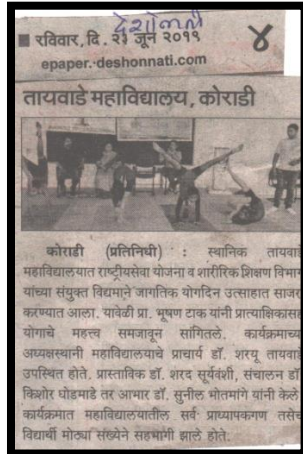 देशोन्नती
रविवार, दि. २३ जून २०१९
४
epaper.deshonnati.com
तायवाडे महाविद्यालय, कोराडी
कोराडी (प्रतिनिधी) : स्थानिक तायवा
महाविद्यालयात राष्ट्रीयसेवा योजना व शारीरिक शिक्षण विभाग
यांच्या संयुक्त विद्यमाने जागतिक योगदिन उत्साहात साजरा
करण्यात आला. यावेळी प्रा. भूषण टाक यांनी प्रात्याक्षिकासह
योगाचे महत्त्व समजावून सांगितले. कार्यक्रमाच्या
अध्यक्षस्थानी महाविद्यालयाचे प्राचार्य डॉ. शरयू तायवा
उपस्थित होते. प्रास्ताविक डॉ. शरद सूर्यवंशी, संचालन डॉ.
किशोर घोडमाडे तर आभार डॉ. सुनील भोतमांगे यांनी केले.
कार्यक्रमात महाविद्यालयातील सर्व प्राध्यापकगण तसेच
विद्यार्थी मोठ्या संख्येने सहभागी झाले होते.